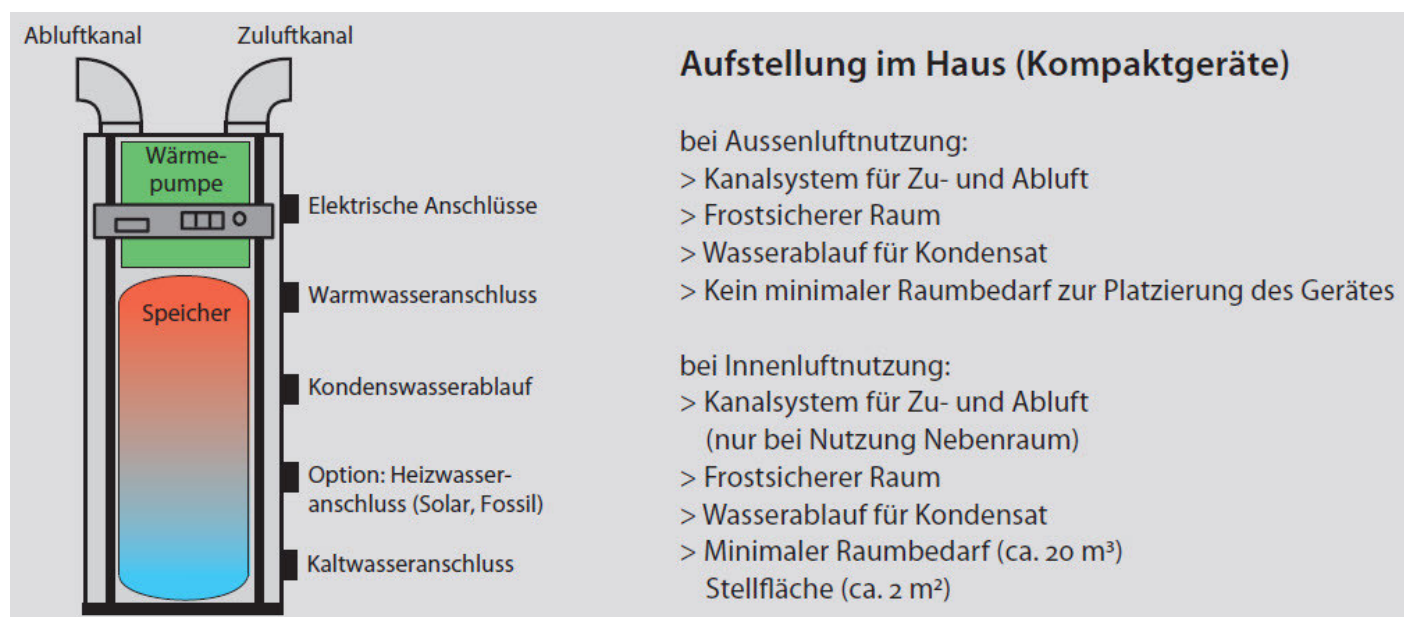 Abluftkanal
Zuluftkanal
Wärme-
pumpe
Elektrische Anschlüsse
Warmwasseranschluss
Speicher
Kondenswasserablauf
Option: Heizwasser-
anschluss (Solar, Fossil)
Kaltwasseranschluss
Aufstellung im Haus (Kompaktgeräte)
bei Aussenluftnutzung:
> Kanalsystem für Zu- und Abluft
> Frostsicherer Raum
> Wasserablauf für Kondensat
> Kein minimaler Raumbedarf zur Platzierung des Gerätes
bei Innenluftnutzung:
> Kanalsystem für Zu- und Abluft
(nur bei Nutzung Nebenraum)
> Frostsicherer Raum
> Wasserablauf für Kondensat
> Minimaler Raumbedarf (ca. 20 m³)
Stellfläche (ca. 2 m²)